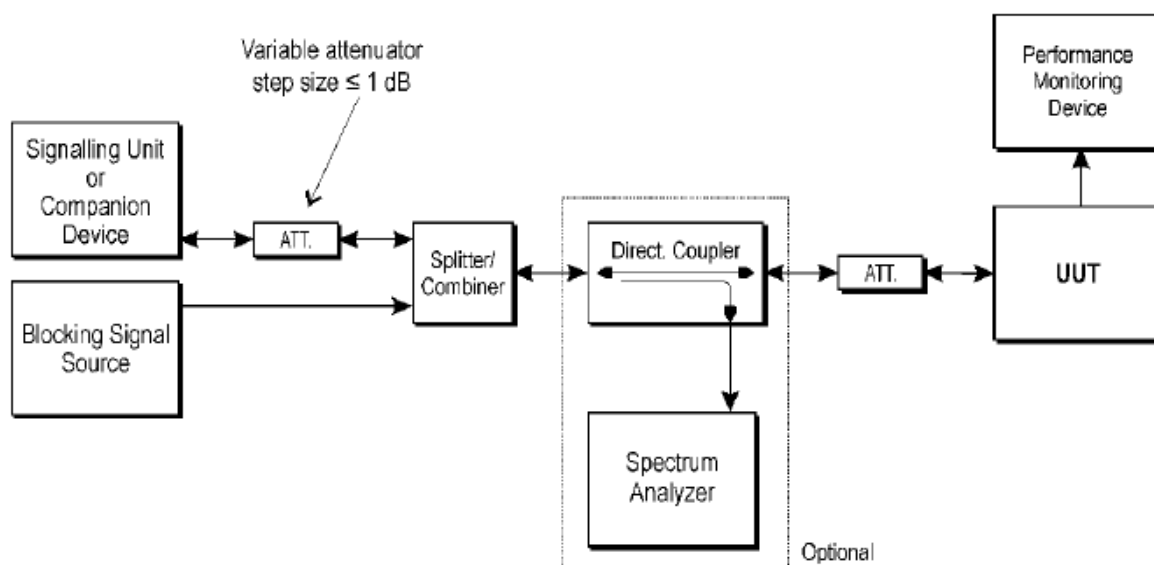 Variable attenuator
step size ≤ 1 dB
Performance
Monitoring
Device
Signalling Unit
or
Companion
Device
ATT.
Splitter/
Combiner
Direct. Coupler
ATT.
UUT
Blocking Signal
Source
Spectrum
Analyzer
Optional